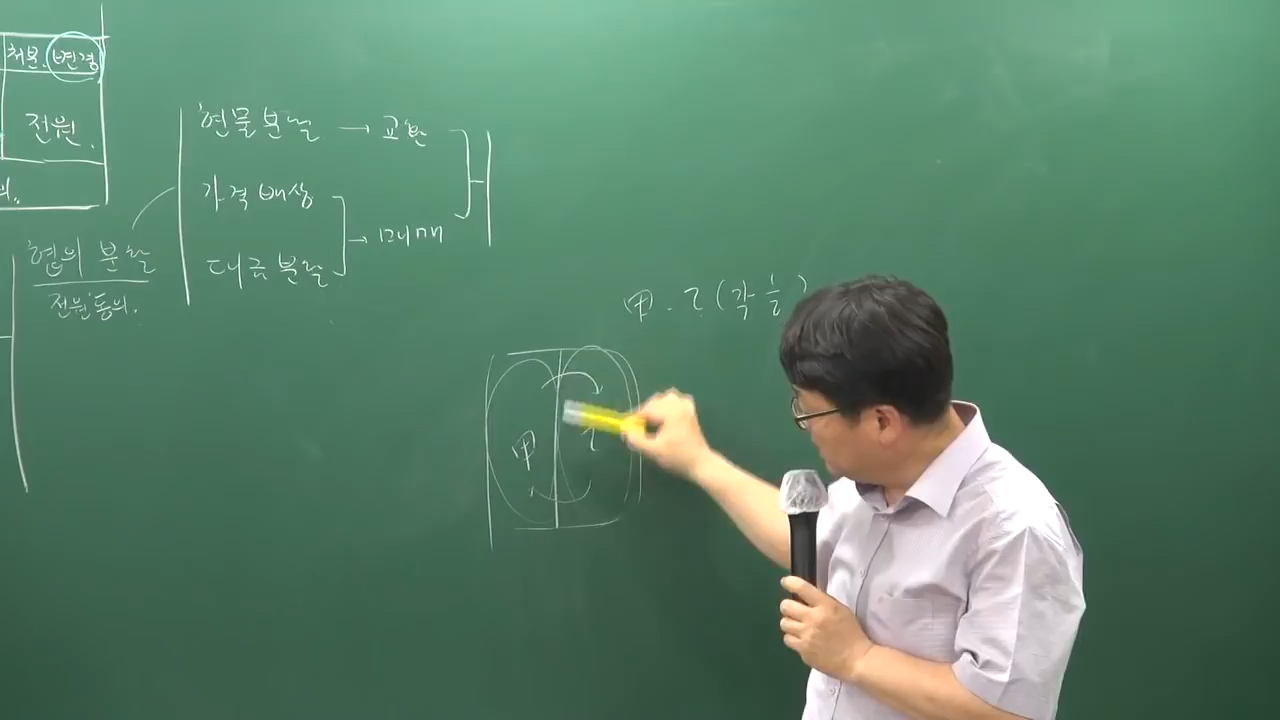 처분.변경
전원.
의.
협의 분할
전원동의.
현물분할 → 교환
가격배상
대금분할 → 매매
甲. 乙 (각 1/2)
甲 乙